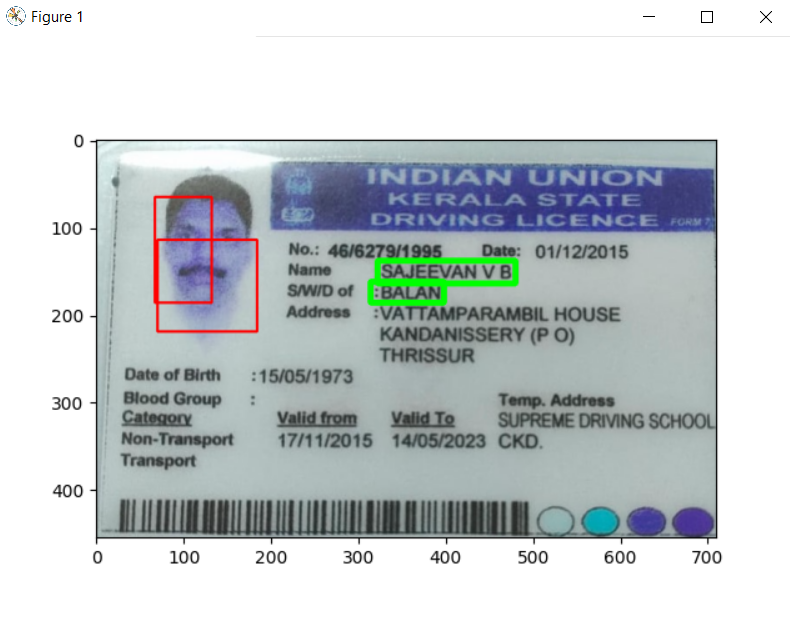 Figure 1
INDIAN UNION
KERALA STATE
DRIVING LICENCE FORM 7
No.: 46/6279/1995 Date: 01/12/2015
Name SAJEEVAN V B
S/W/D of :BALAN
Address :VATTAMPARAMBIL HOUSE
KANDANISSERY (P O)
THRISSUR
Date of Birth :15/05/1973
Blood Group :
Temp. Address
Category Valid from Valid To SUPREME DRIVING SCHOOL
Non-Transport 17/11/2015 14/05/2023 CKD.
Transport
0
100
200
300
400
0 100 200 300 400 500 600 700